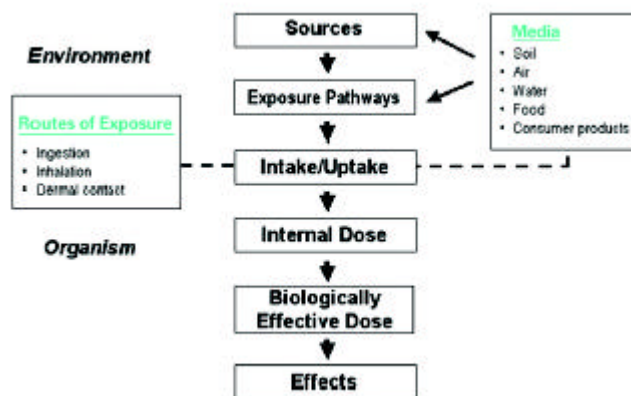 Sources
Environment
Exposure Pathways
Media
• Soil
• Air
• Water
• Food
• Consumer products
Routes of Exposure
• Ingestion
• Inhalation
• Dermal contact
Intake/Uptake
Organism
Internal Dose
Biologically
Effective Dose
Effects